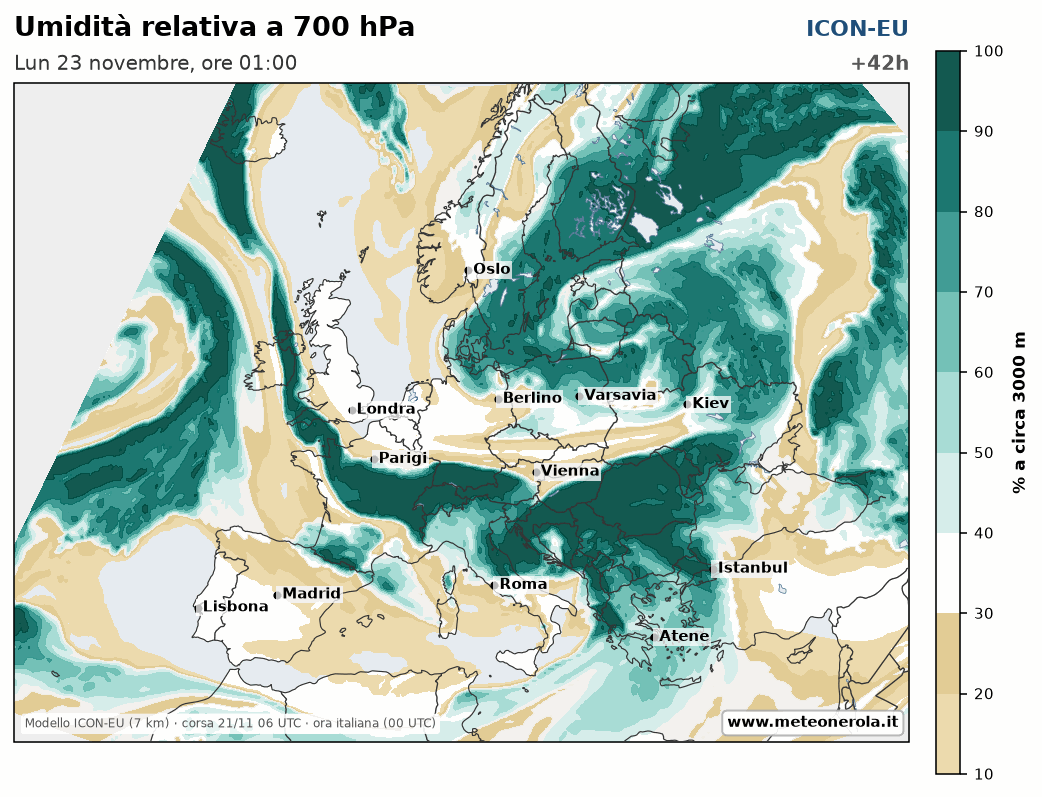 Umidità relativa a 700 hPa
ICON-EU
Lun 23 novembre, ore 01:00
+42h
100
90
80
70
60
50
40
30
20
10
% a circa 3000 m
Oslo
Londra
Berlino
Varsavia
Kiev
Parigi
Vienna
Istanbul
Roma
Madrid
Lisbona
Atene
Modello ICON-EU (7 km) · corsa 21/11 06 UTC · ora italiana (00 UTC)
www.meteonerola.it